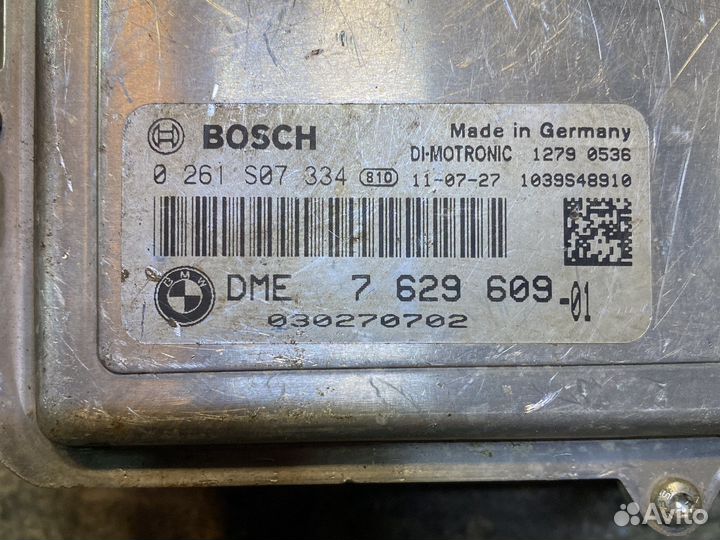 BOSCH Made in Germany
DI-MOTRONIC 1279 0536
0 261 S07 334 810 11-07-27 1039S48910
BMW DME 7 629 609-01
030270702
Avito